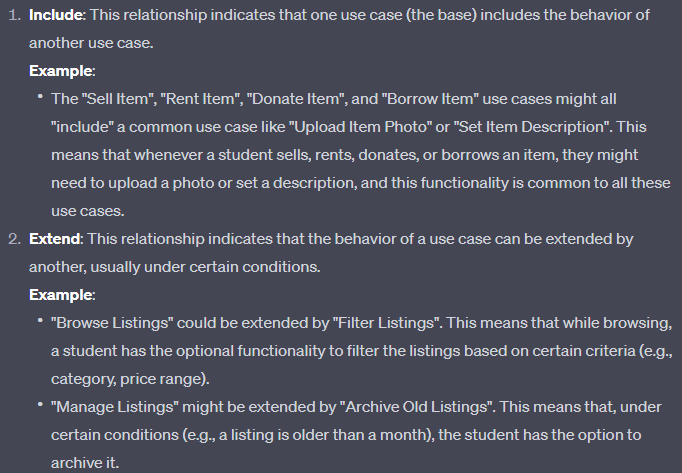 1. Include: This relationship indicates that one use case (the base) includes the behavior of
another use case.
Example:
• The "Sell Item", "Rent Item", "Donate Item", and "Borrow Item" use cases might all
"include" a common use case like "Upload Item Photo" or "Set Item Description". This
means that whenever a student sells, rents, donates, or borrows an item, they might
need to upload a photo or set a description, and this functionality is common to all these
use cases.
2. Extend: This relationship indicates that the behavior of a use case can be extended by
another, usually under certain conditions.
Example:
• "Browse Listings" could be extended by "Filter Listings". This means that while browsing,
a student has the optional functionality to filter the listings based on certain criteria (e.g.,
category, price range).
• "Manage Listings" might be extended by "Archive Old Listings". This means that, under
certain conditions (e.g., a listing is older than a month), the student has the option to
archive it.